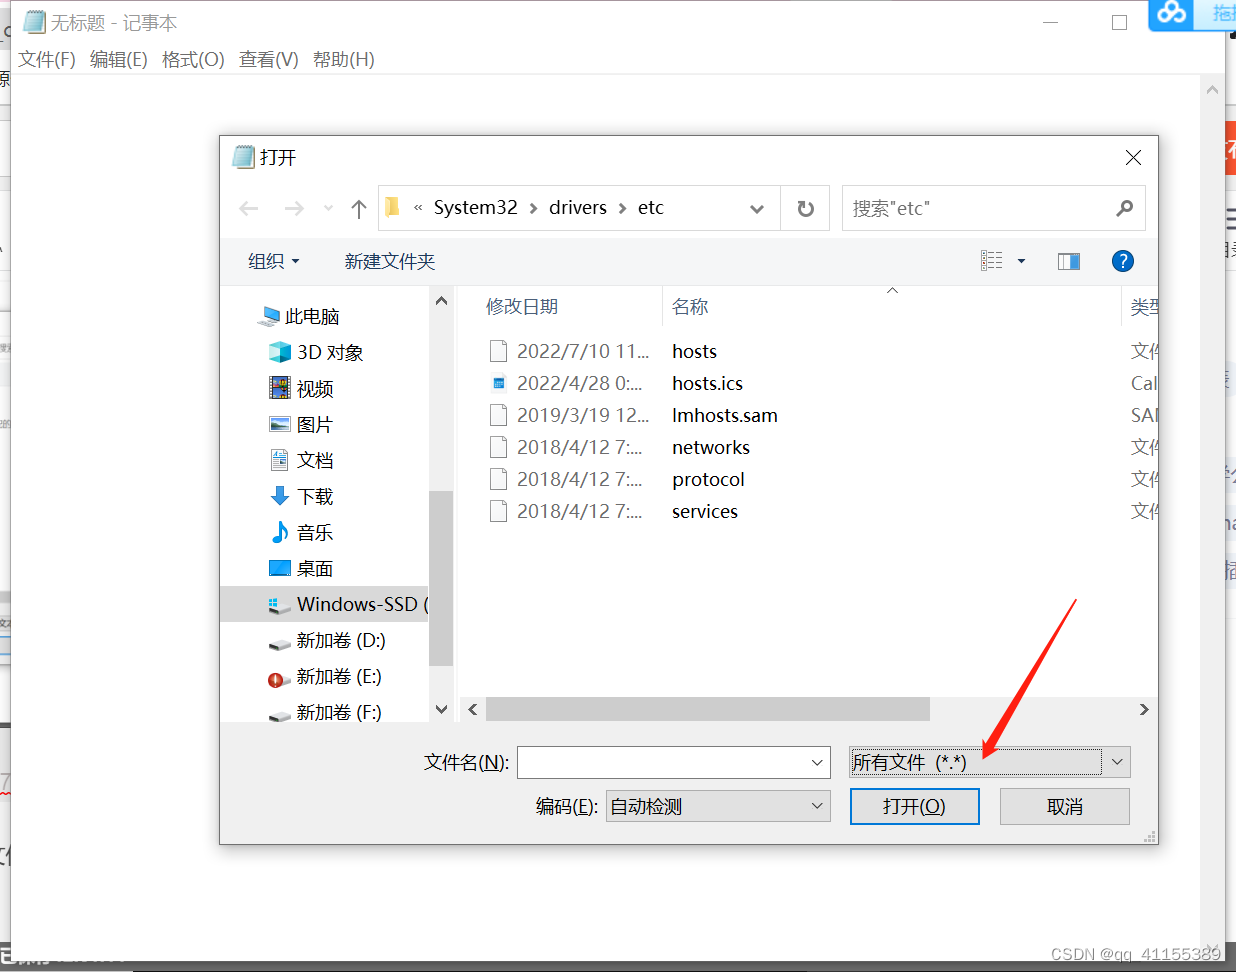 无标题 - 记事本
文件(F) 编辑(E) 格式(O) 查看(V) 帮助(H)
打开
« System32 › drivers › etc
搜索"etc"
组织 新建文件夹
修改日期 名称 类型
此电脑
3D 对象
视频
图片
文档
下载
音乐
桌面
Windows-SSD (
新加卷 (D:)
新加卷 (E:)
新加卷 (F:)
2022/7/10 11... hosts 文件
2022/4/28 0:... hosts.ics Cal
2019/3/19 12... lmhosts.sam SAM
2018/4/12 7:... networks 文件
2018/4/12 7:... protocol 文件
2018/4/12 7:... services 文件
文件名(N):
所有文件 (*.*)
编码(E): 自动检测
打开(O) 取消
CSDN @qq_41155389